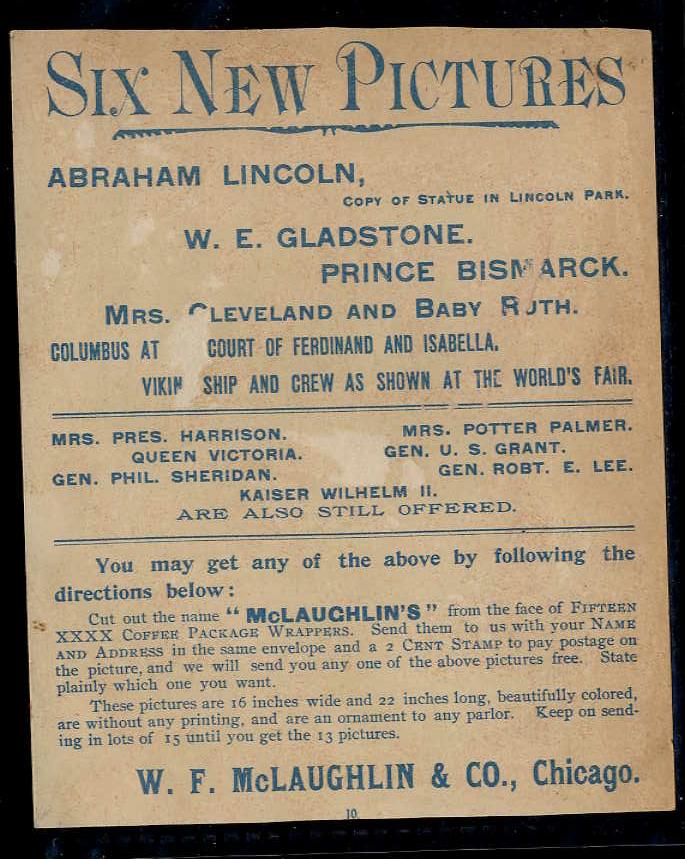 SIX NEW PICTURES
ABRAHAM LINCOLN,
COPY OF STATUE IN LINCOLN PARK.
W. E. GLADSTONE.
PRINCE BISMARCK.
MRS. CLEVELAND AND BABY RUTH.
COLUMBUS AT COURT OF FERDINAND AND ISABELLA.
VIKIN SHIP AND CREW AS SHOWN AT THE WORLD'S FAIR.
MRS. PRES. HARRISON. MRS. POTTER PALMER.
QUEEN VICTORIA. GEN. U. S. GRANT.
GEN. PHIL. SHERIDAN. GEN. ROBT. E. LEE.
KAISER WILHELM II.
ARE ALSO STILL OFFERED.
You may get any of the above by following the
directions below:
Cut out the name "McLAUGHLIN'S" from the face of FIFTEEN
XXXX COFFEE PACKAGE WRAPPERS. Send them to us with your NAME
AND ADDRESS in the same envelope and a 2 CENT STAMP to pay postage on
the picture, and we will send you any one of the above pictures free. State
plainly which one you want.
These pictures are 16 inches wide and 22 inches long, beautifully colored,
are without any printing, and are an ornament to any parlor. Keep on send-
ing in lots of 15 until you get the 13 pictures.
W. F. McLAUGHLIN & CO., Chicago.
10